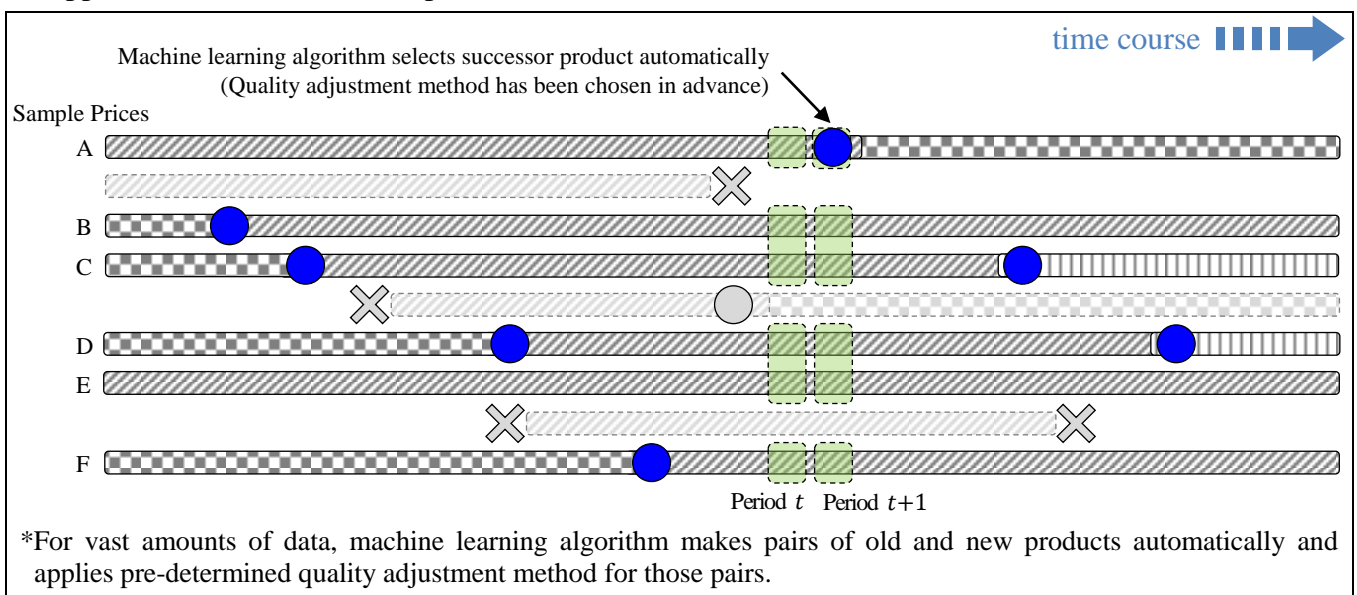 time course
Machine learning algorithm selects successor product automatically
(Quality adjustment method has been chosen in advance)
Sample Prices
A
B
C
D
E
F
Period t Period t+1
*For vast amounts of data, machine learning algorithm makes pairs of old and new products automatically and
applies pre-determined quality adjustment method for those pairs.